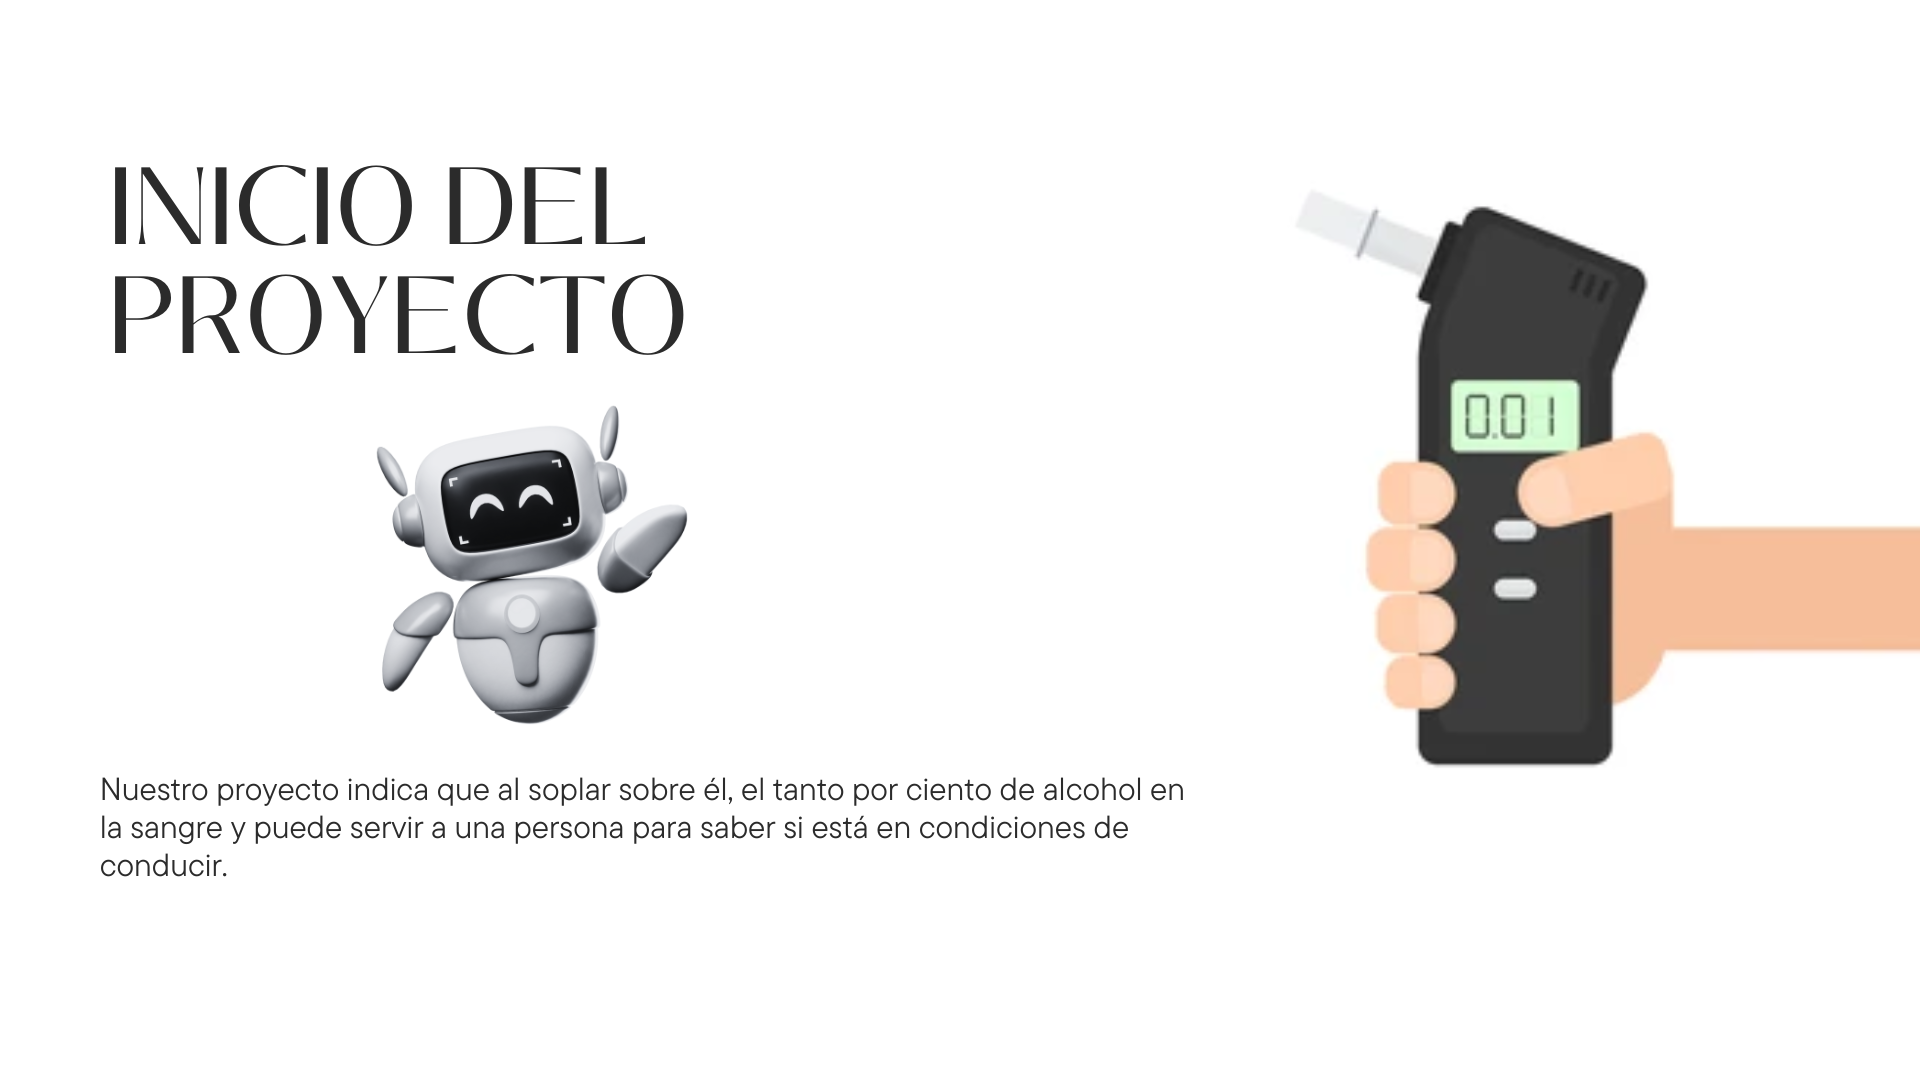 INICIO DEL
PROYECTO
0.01
Nuestro proyecto indica que al soplar sobre él, el tanto por ciento de alcohol en
la sangre y puede servir a una persona para saber si está en condiciones de
conducir.